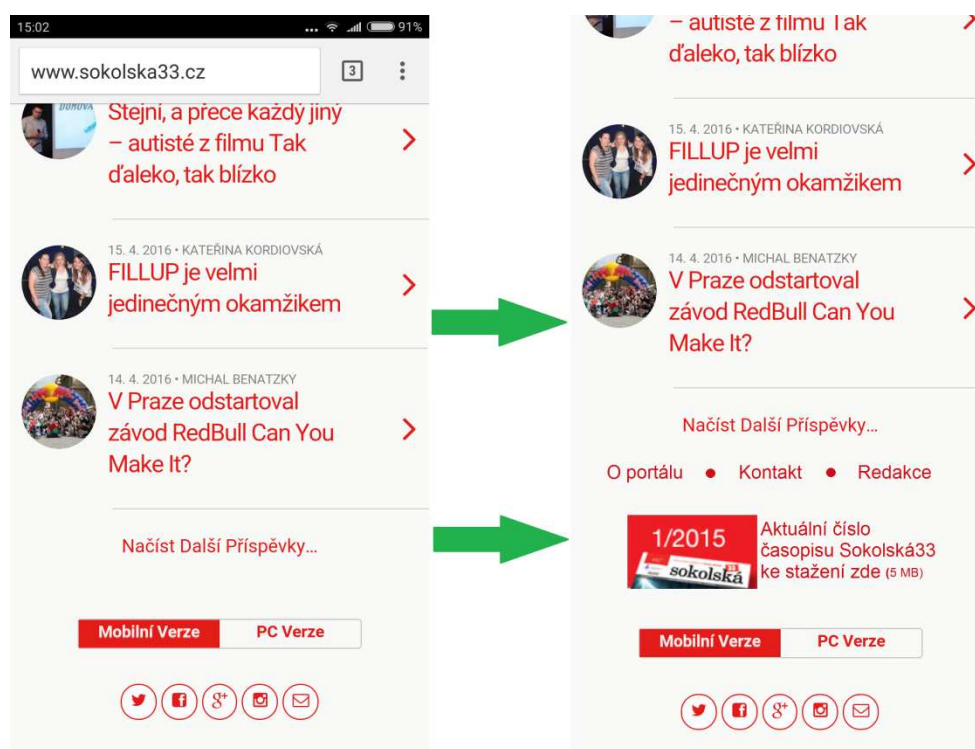 15:02
91%
www.sokolska33.cz
3
DOMOVA
Stejní, a přece každý jiný
– autisté z filmu Tak
ďaleko, tak blízko
15. 4. 2016 • KATEŘINA KORDIOVSKÁ
FILLUP je velmi
jedinečným okamžikem
14. 4. 2016 • MICHAL BENATZKY
V Praze odstartoval
závod RedBull Can You
Make It?
Načíst Další Příspěvky...
Mobilní Verze
PC Verze
g+
– autisté z filmu Tak
ďaleko, tak blízko
15. 4. 2016 • KATEŘINA KORDIOVSKÁ
FILLUP je velmi
jedinečným okamžikem
14. 4. 2016 • MICHAL BENATZKY
V Praze odstartoval
závod RedBull Can You
Make It?
Načíst Další Příspěvky...
O portálu ● Kontakt ● Redakce
1/2015
sokolská
33
Aktuální číslo
časopisu Sokolská33
ke stažení zde (5 MB)
Mobilní Verze
PC Verze
g+